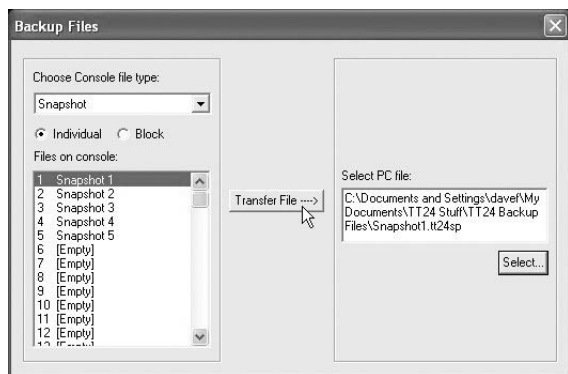 Backup Files
Choose Console file type:
Snapshot
Individual Block
Files on console:
1 Snapshot 1
2 Snapshot 2
3 Snapshot 3
4 Snapshot 4
5 Snapshot 5
6 [Empty]
7 [Empty]
8 [Empty]
9 [Empty]
10 [Empty]
11 [Empty]
12 [Empty]
Transfer File ---->
Select PC file:
C:\Documents and Settings\davef\My
Documents\TT24 Stuff\TT24 Backup
Files\Snapshot1.tt24sp
Select...